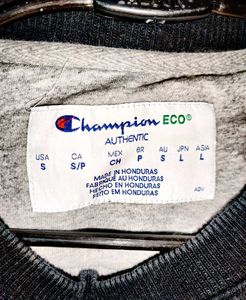 Champion ECO®
AUTHENTIC
USA CA MEX BR AU JPN ASIA
S S/P CH P S L L
MADE IN HONDURAS
FABRIQUÉ AU HONDURAS
HECHO EN HONDURAS
FEITO EM HONDURAS
ADV